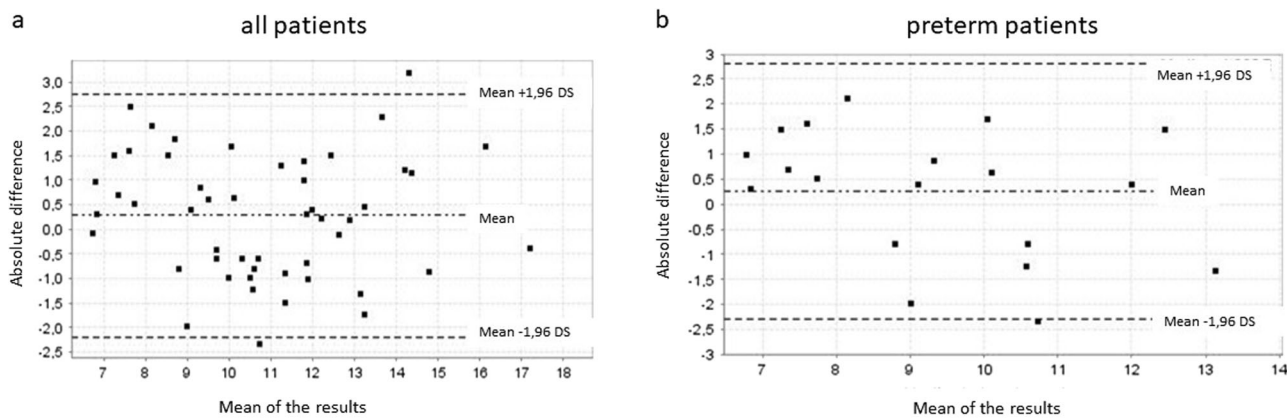 a
all patients
3,0
2,5
2,0
1,5
1,0
0,5
0,0
-0,5
-1,0
-1,5
-2,0
-2,5
Absolute difference
Mean +1,96 DS
Mean
Mean -1,96 DS
7 8 9 10 11 12 13 14 15 16 17 18
Mean of the results
b
preterm patients
3
2,5
2
1,5
1
0,5
0
-0,5
-1
-1,5
-2
-2,5
-3
Absolute difference
Mean +1,96 DS
Mean
Mean -1,96 DS
7 8 9 10 11 12 13 14
Mean of the results